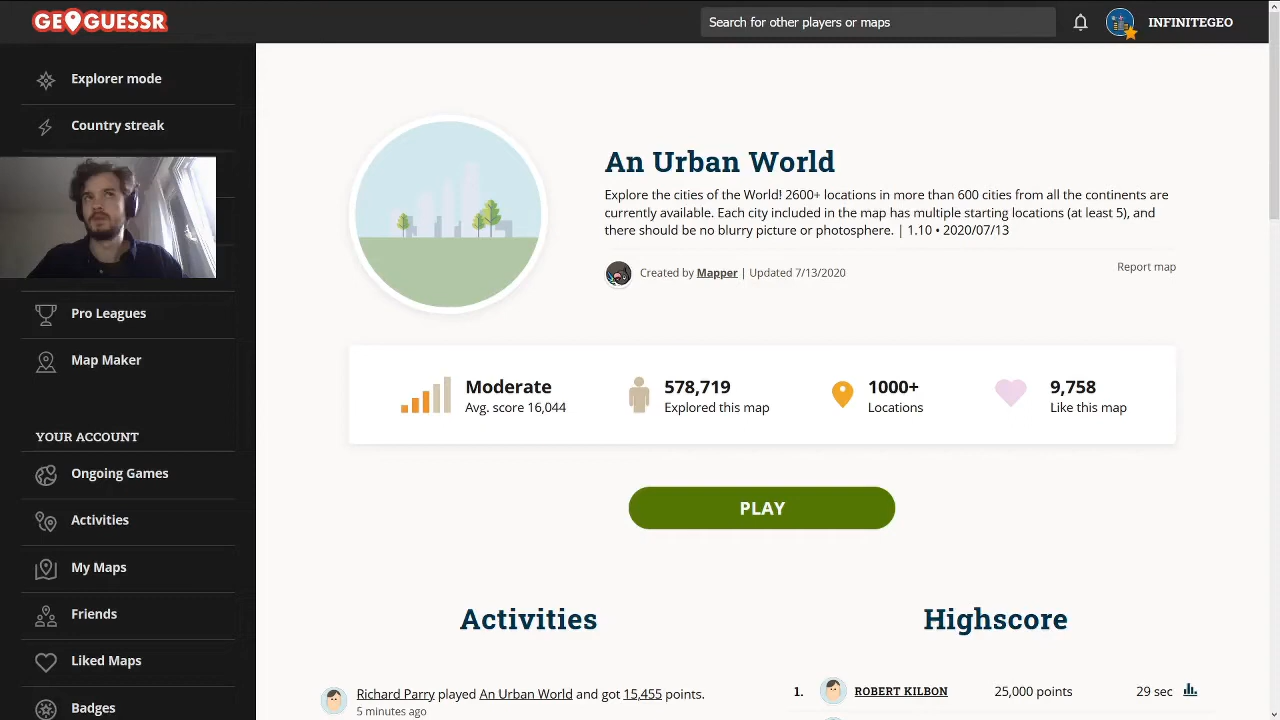 GEOGUESSR
Search for other players or maps
INFINITEGEO
Explorer mode
Country streak
Pro Leagues
Map Maker
YOUR ACCOUNT
Ongoing Games
Activities
My Maps
Friends
Liked Maps
Badges
An Urban World
Explore the cities of the World! 2600+ locations in more than 600 cities from all the continents are
currently available. Each city included in the map has multiple starting locations (at least 5), and
there should be no blurry picture or photosphere. | 1.10 • 2020/07/13
Created by Mapper | Updated 7/13/2020
Report map
Moderate
Avg. score 16,044
578,719
Explored this map
1000+
Locations
9,758
Like this map
PLAY
Activities
Richard Parry played An Urban World and got 15,455 points.
5 minutes ago
Highscore
1. ROBERT KILBON 25,000 points 29 sec